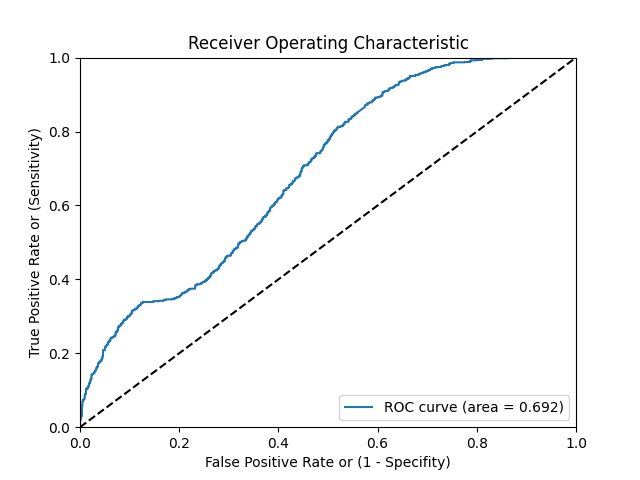 Receiver Operating Characteristic
1.0
0.8
0.6
0.4
0.2
0.0
True Positive Rate or (Sensitivity)
ROC curve (area = 0.692)
0.0 0.2 0.4 0.6 0.8 1.0
False Positive Rate or (1 - Specifity)